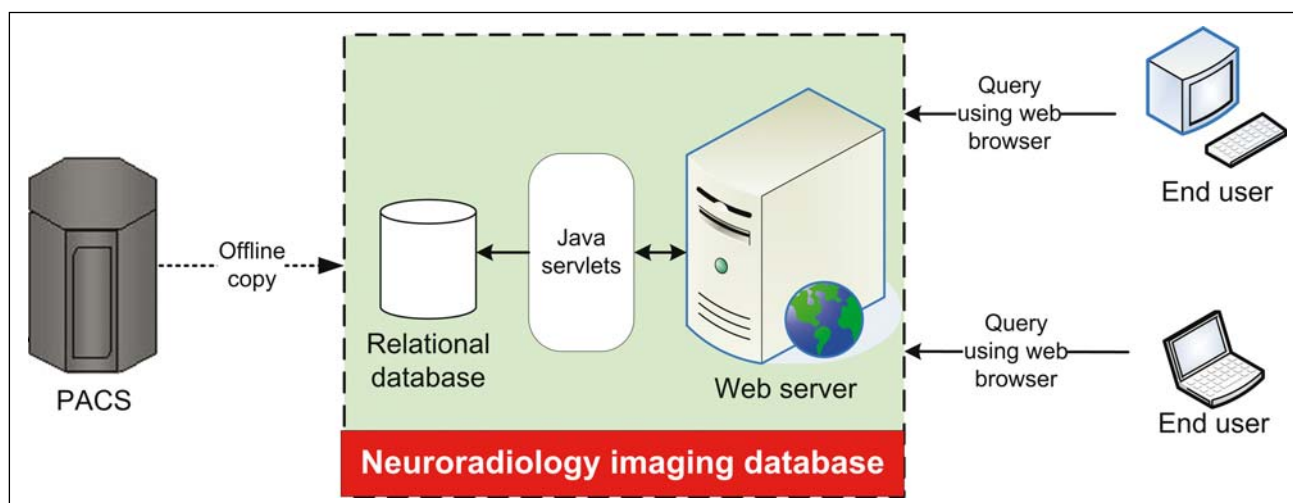 PACS
Offline
copy
Relational
database
Java
servlets
Web server
Neuroradiology imaging database
Query
using web
browser
End user
Query
using web
browser
End user